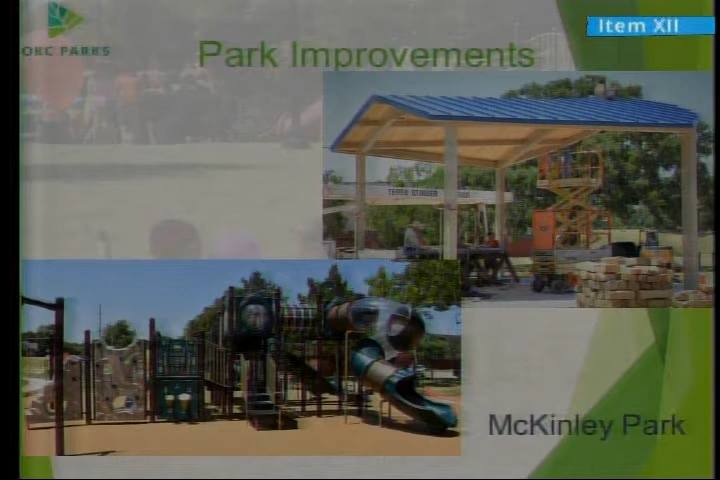 OKC PARKS
Item XII
Park Improvements
McKinley Park